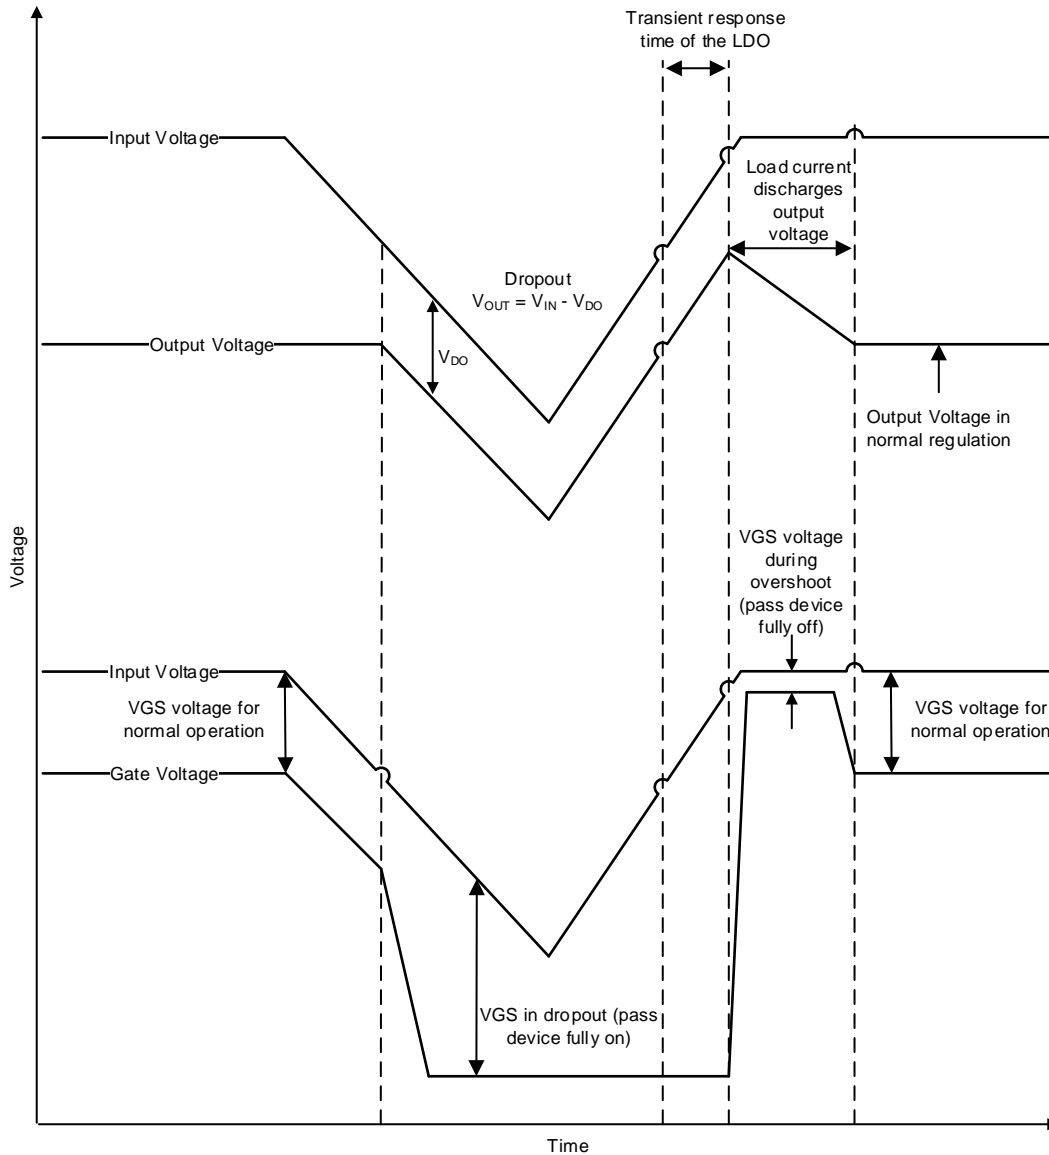 Transient response
time of the LDO
Input Voltage
Load current
discharges
output
voltage
Dropout
VOUT = VIN - VDO
Output Voltage
VDO
Output Voltage in
normal regulation
Voltage
VGS voltage
during
overshoot
(pass device
fully off)
Input Voltage
VGS voltage for
normal operation
VGS voltage for
normal operation
Gate Voltage
VGS in dropout (pass
device fully on)
Time